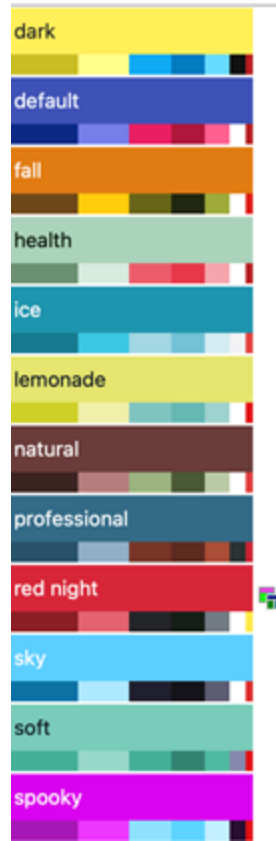 dark
default
fall
health
ice
lemonade
natural
professional
red night
sky
soft
spooky